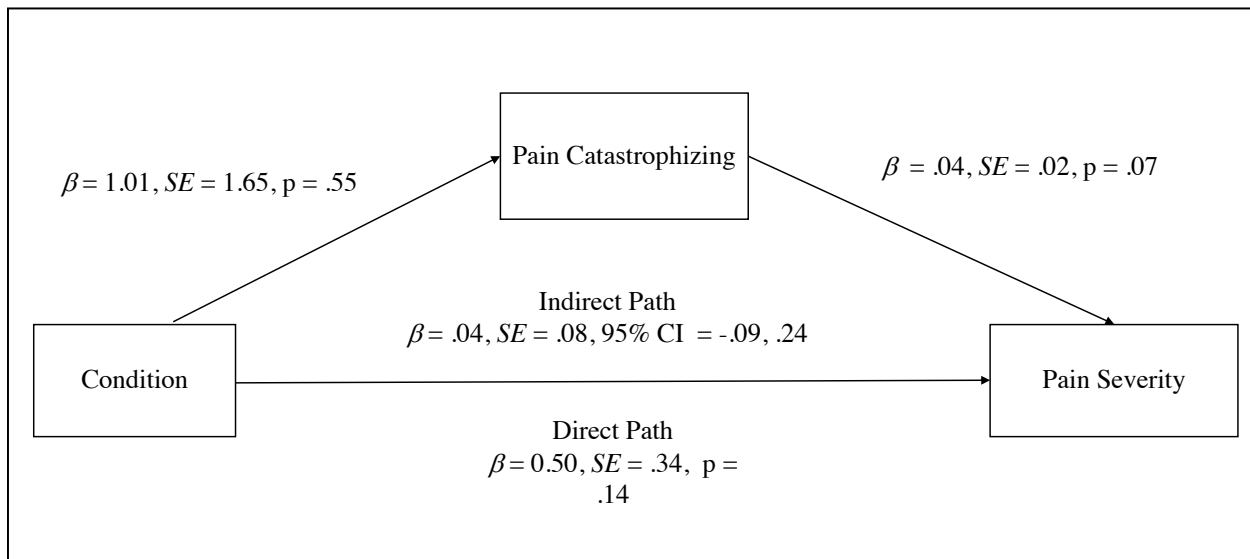 Pain Catastrophizing
β = 1.01, SE = 1.65, p = .55
β = .04, SE = .02, p = .07
Indirect Path
β = .04, SE = .08, 95% CI = -.09, .24
Condition
Pain Severity
Direct Path
β = 0.50, SE = .34, p =
.14